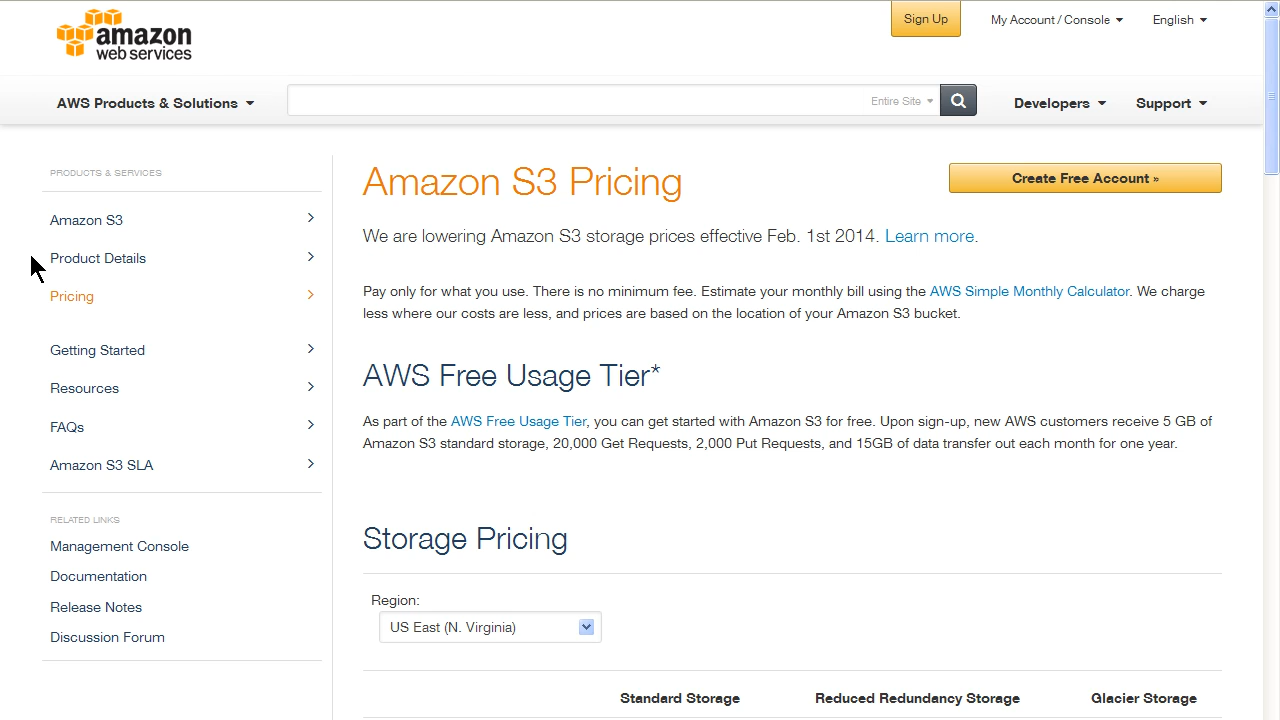 amazon
web services
Sign Up
My Account / Console
English
AWS Products & Solutions
Entire Site
Developers
Support
PRODUCTS & SERVICES
Amazon S3
Product Details
Pricing
Getting Started
Resources
FAQs
Amazon S3 SLA
RELATED LINKS
Management Console
Documentation
Release Notes
Discussion Forum
Amazon S3 Pricing
Create Free Account »
We are lowering Amazon S3 storage prices effective Feb. 1st 2014. Learn more.
Pay only for what you use. There is no minimum fee. Estimate your monthly bill using the AWS Simple Monthly Calculator. We charge
less where our costs are less, and prices are based on the location of your Amazon S3 bucket.
AWS Free Usage Tier*
As part of the AWS Free Usage Tier, you can get started with Amazon S3 for free. Upon sign-up, new AWS customers receive 5 GB of
Amazon S3 standard storage, 20,000 Get Requests, 2,000 Put Requests, and 15GB of data transfer out each month for one year.
Storage Pricing
Region:
US East (N. Virginia)
Standard Storage
Reduced Redundancy Storage
Glacier Storage